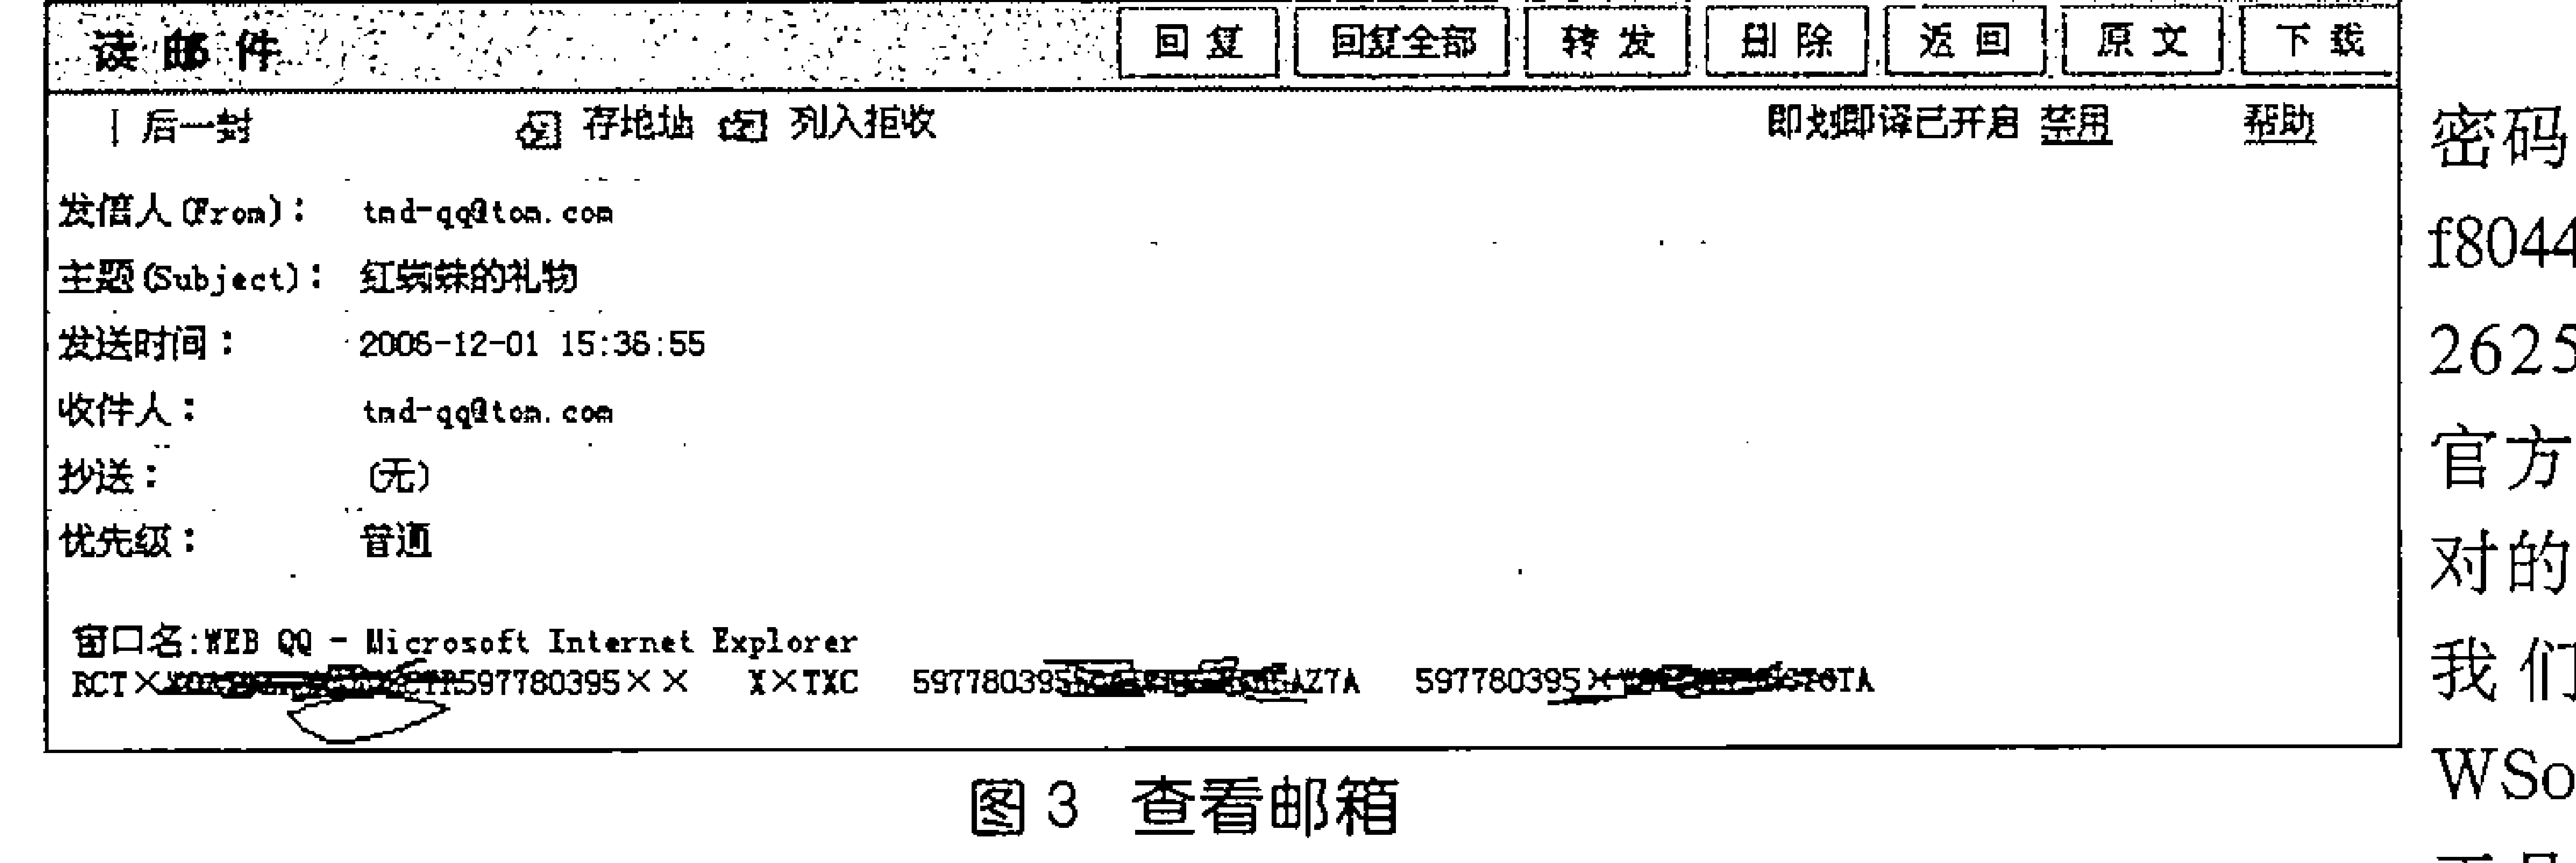 读邮件 回复 回复全部 转发 删除 返回 原文 下载
| 后一封 存地址 列入拒收 即划即译已开启 禁用 帮助
发信人(From): tmd-qq@tom.com
主题(Subject): 红蜘蛛的礼物
发送时间: 2006-12-01 15:36:55
收件人: tmd-qq@tom.com
抄送: (无)
优先级: 普通
窗口名:WEB QQ - Microsoft Internet Explorer
RCT× 597780395×× X×TXC 597780395 AZ7A 597780395× TA
图3 查看邮箱
密码
f8044
2625
官方
对的
我们
WSo